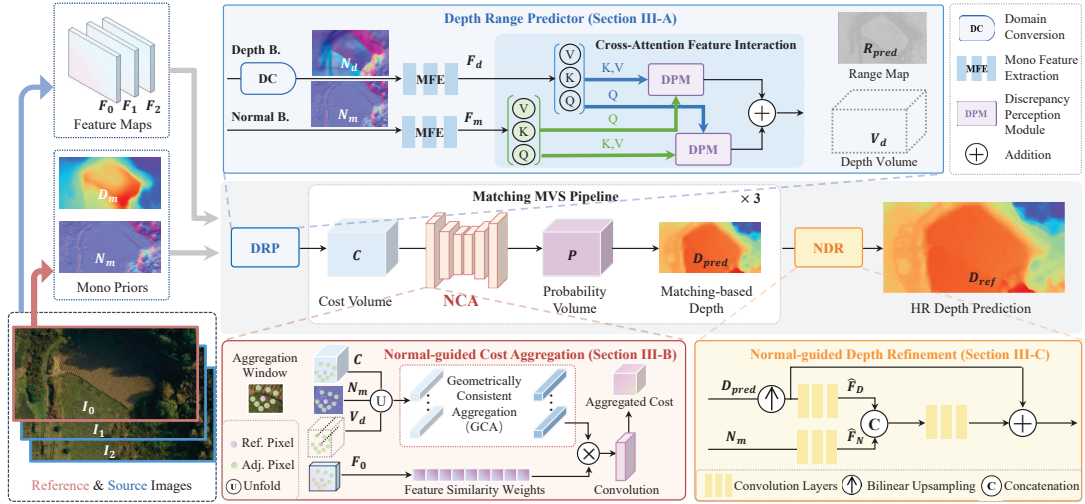 F_0 F_1 F_2
Feature Maps
D_m
N_m
Mono Priors
I_0
I_1
I_2
Reference & Source Images
Depth Range Predictor (Section III-A)
Depth B.
DC
N_d
MFE
F_d
Normal B.
N_m
MFE
F_m
Cross-Attention Feature Interaction
V
K
Q
K,V
Q
DPM
V
K
Q
Q
K,V
DPM
R_pred
Range Map
V_d
Depth Volume
DC
Domain
Conversion
MFE
Mono Feature
Extraction
DPM
Discrepancy
Perception
Module
Addition
Matching MVS Pipeline
× 3
DRP
C
Cost Volume
NCA
P
Probability
Volume
D_pred
Matching-based
Depth
NDR
D_ref
HR Depth Prediction
Normal-guided Cost Aggregation (Section III-B)
Aggregation
Window
Ref. Pixel
Adj. Pixel
U
Unfold
C
N_m
V_d
U
Geometrically
Consistent
Aggregation
(GCA)
F_0
Feature Similarity Weights
Aggregated Cost
Convolution
Normal-guided Depth Refinement (Section III-C)
D_pred
F̂_D
N_m
F̂_N
C
Convolution Layers
Bilinear Upsampling
C
Concatenation